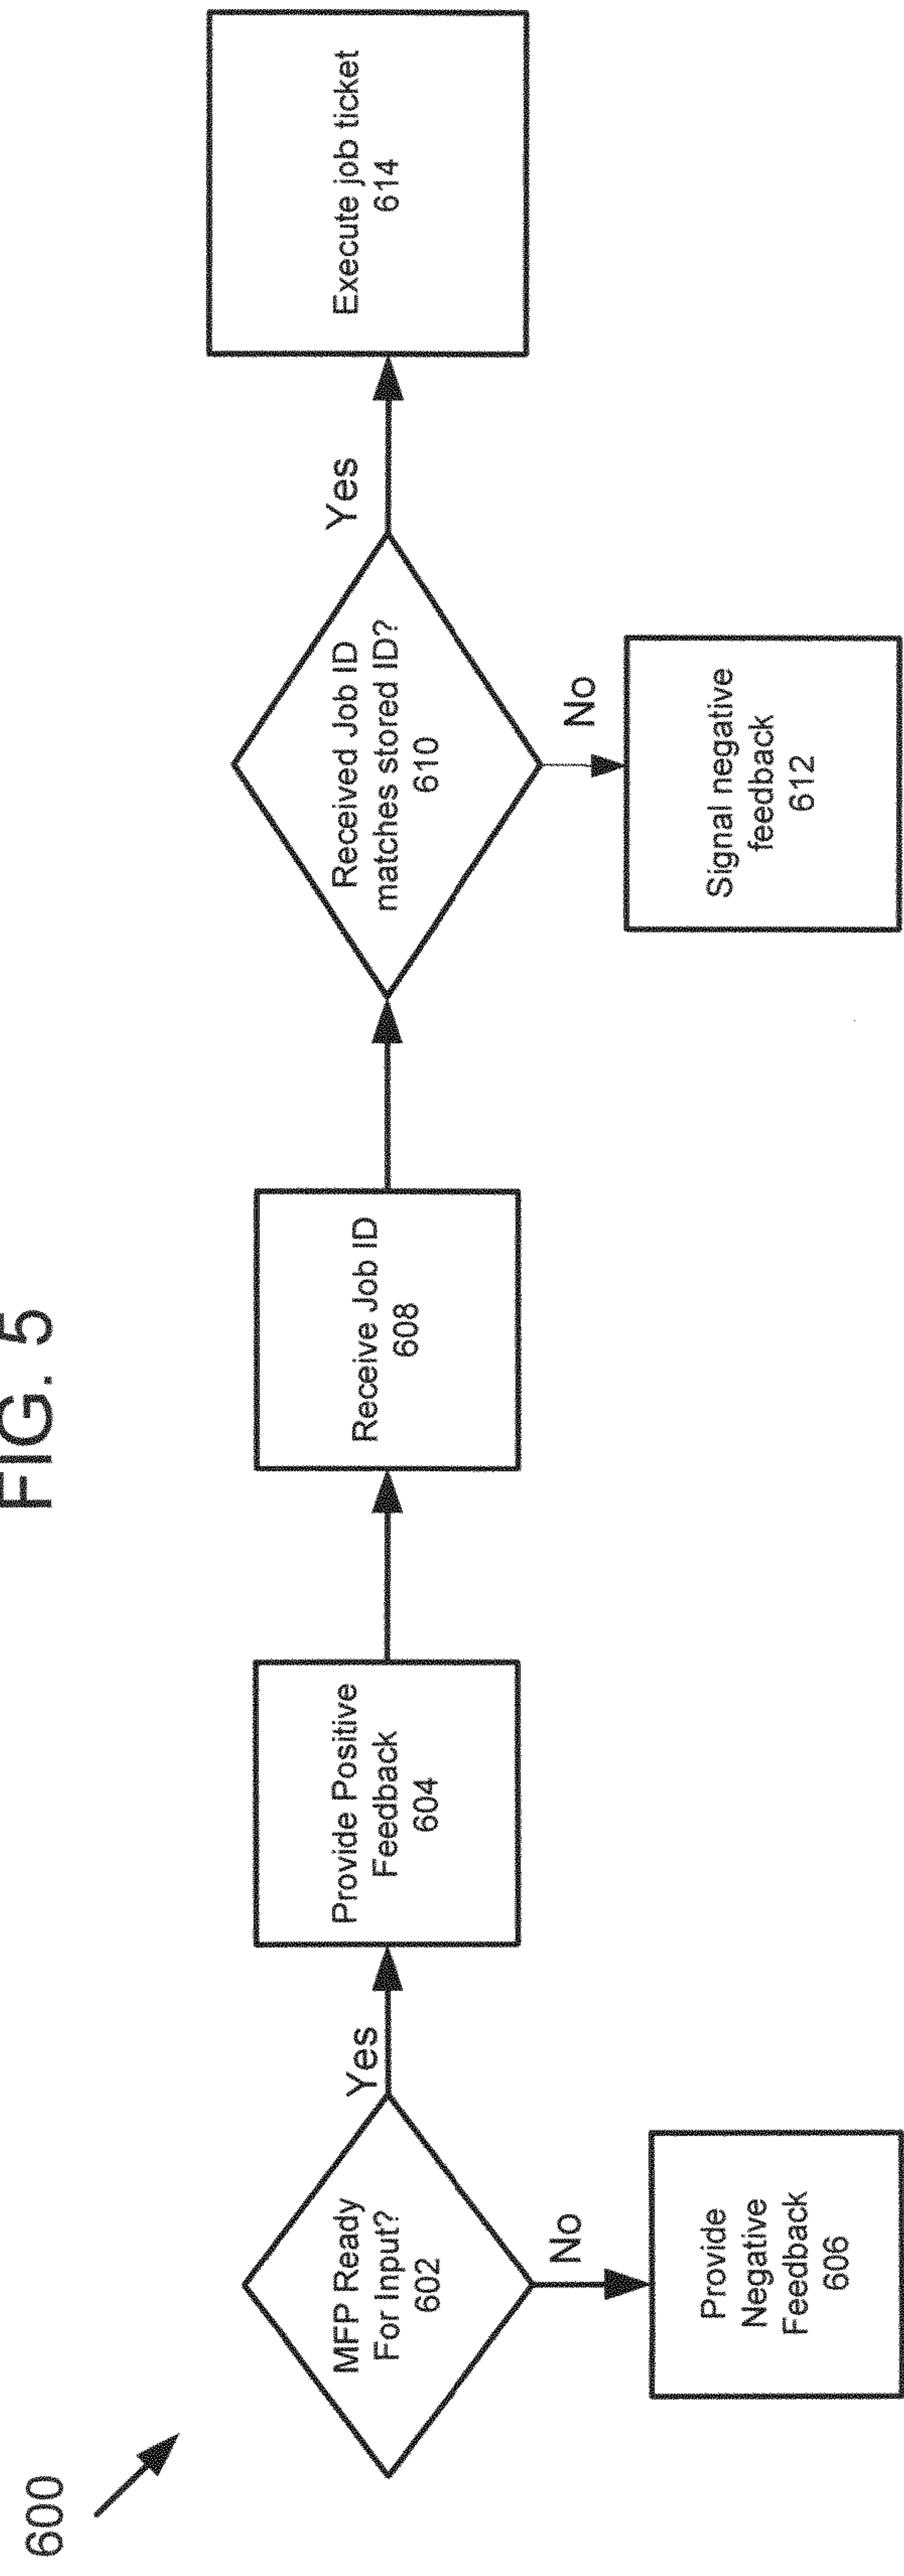 FIG. 5
600
MFP Ready
For Input?
602
Yes
No
Provide
Negative
Feedback
606
Provide Positive
Feedback
604
Receive Job ID
608
Received Job ID
matches stored ID?
610
Yes
No
Signal negative
feedback
612
Execute job ticket
614